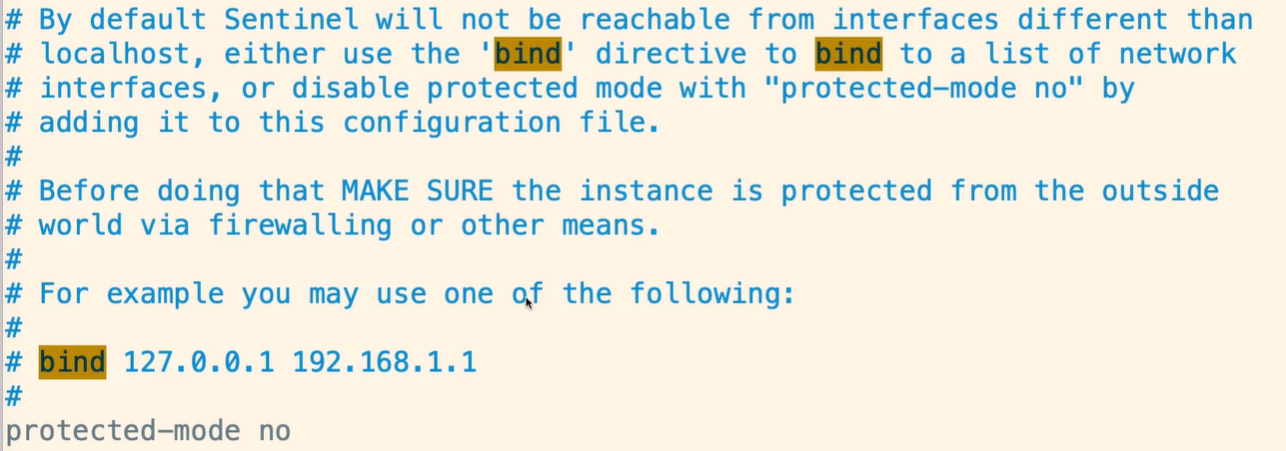 # By default Sentinel will not be reachable from interfaces different than
# localhost, either use the 'bind' directive to bind to a list of network
# interfaces, or disable protected mode with "protected-mode no" by
# adding it to this configuration file.
#
# Before doing that MAKE SURE the instance is protected from the outside
# world via firewalling or other means.
#
# For example you may use one of the following:
#
# bind 127.0.0.1 192.168.1.1
#
protected-mode no